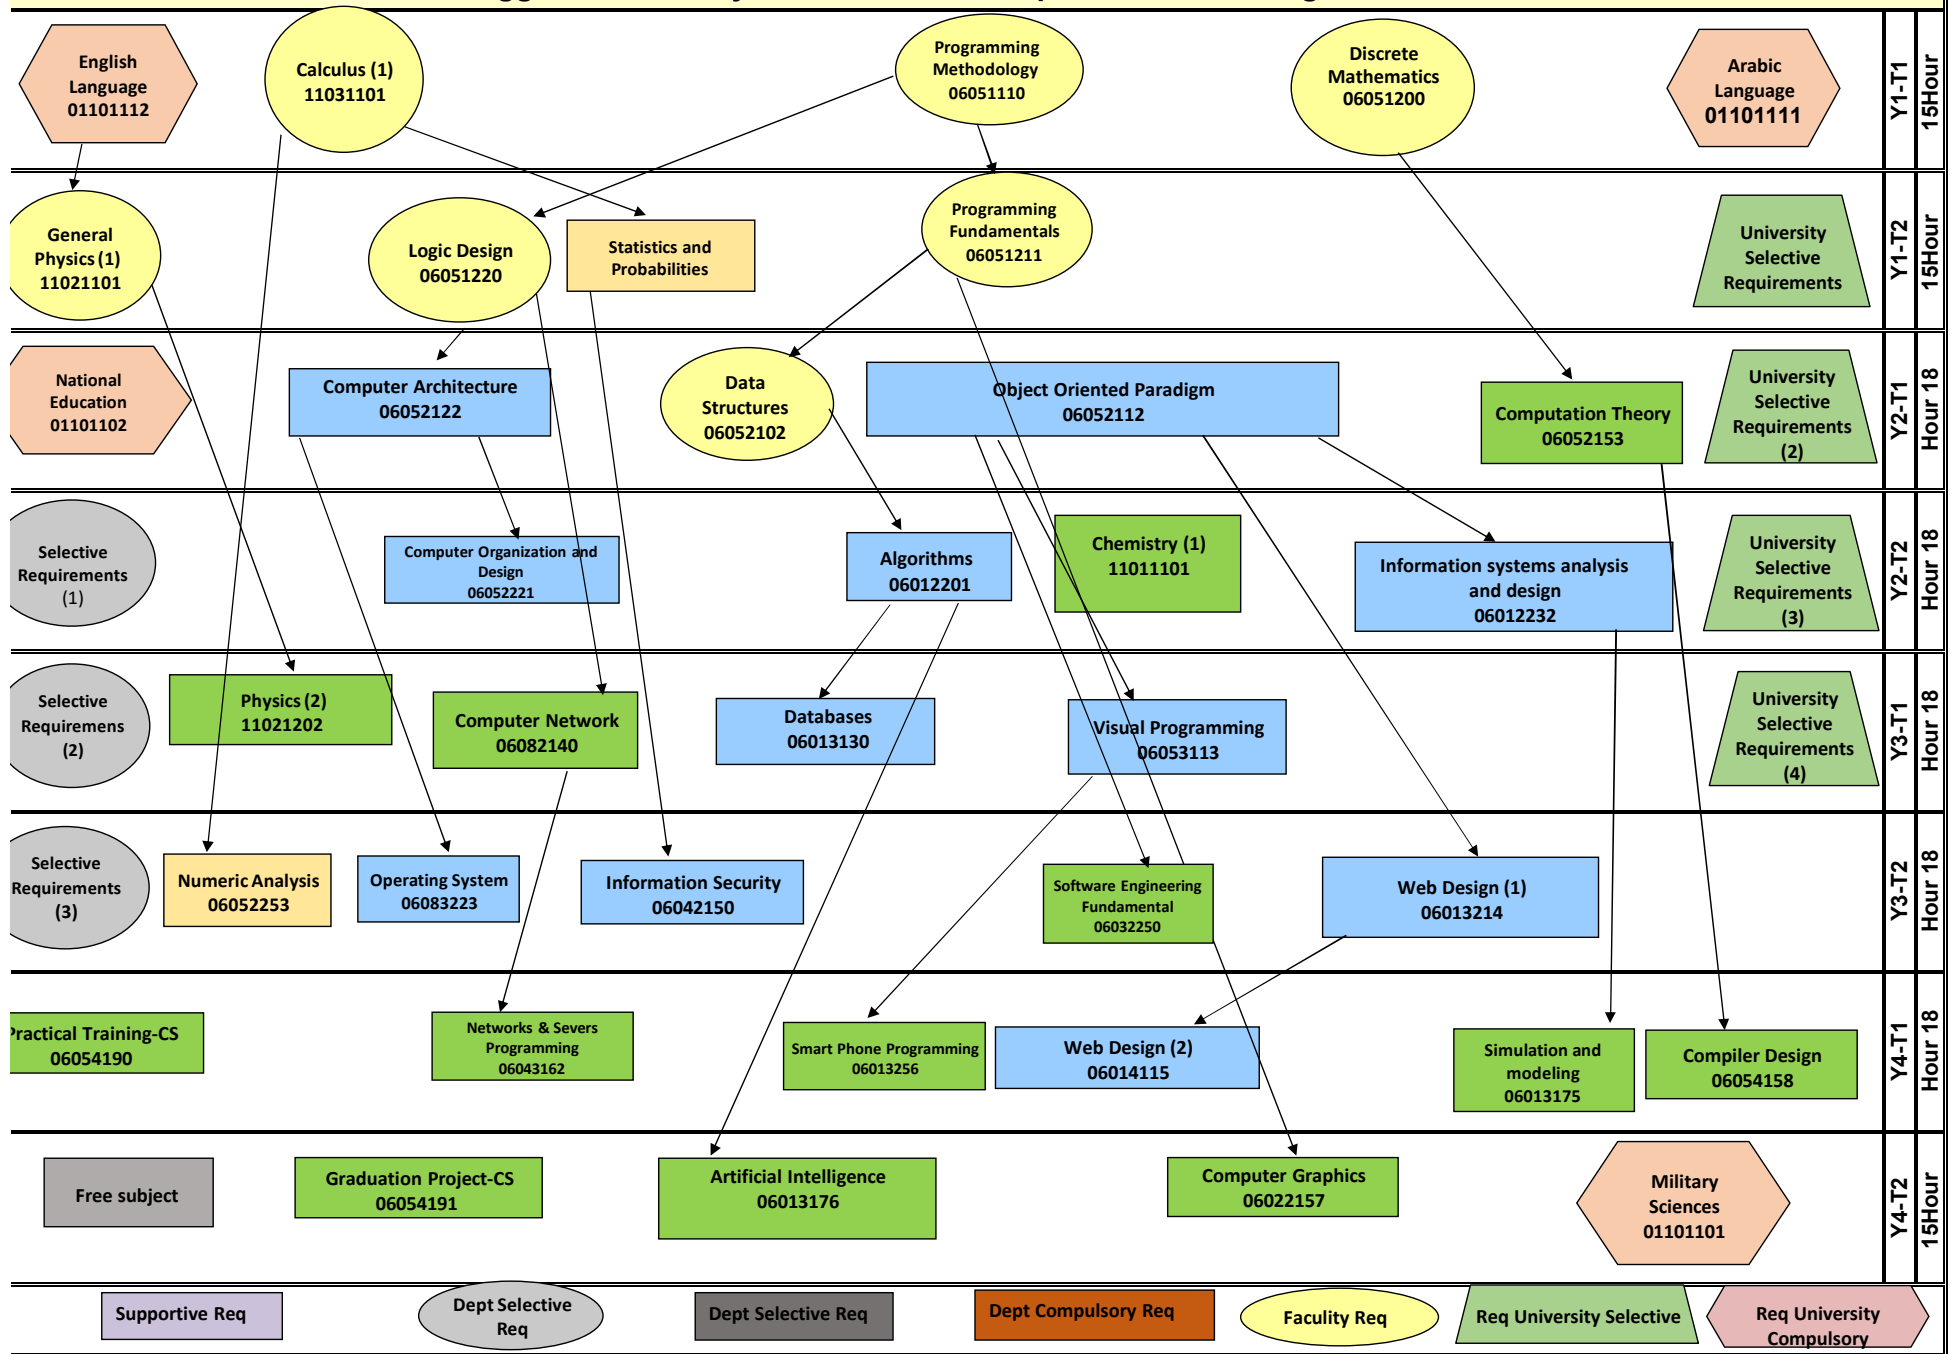 English
Language
01101112
Calculus (1)
11031101
Programming
Methodology
06051110
Discrete
Mathematics
06051200
Arabic
Language
01101111
Y1-T1
15Hour
General
Physics (1)
11021101
Logic Design
06051220
Statistics and
Probabilities
Programming
Fundamentals
06051211
University
Selective
Requirements
Y1-T2
15Hour
National
Education
01101102
Computer Architecture
06052122
Data
Structures
06052102
Object Oriented Paradigm
06052112
Computation Theory
06052153
University
Selective
Requirements
(2)
Y2-T1
Hour 18
Selective
Requirements
(1)
Computer Organization and
Design
06052221
Algorithms
06012201
Chemistry (1)
11011101
Information systems analysis
and design
06012232
University
Selective
Requirements
(3)
Y2-T2
Hour 18
Selective
Requiremens
(2)
Physics (2)
11021202
Computer Network
06082140
Databases
06013130
Visual Programming
06053113
University
Selective
Requirements
(4)
Y3-T1
Hour 18
Selective
Requirements
(3)
Numeric Analysis
06052253
Operating System
06083223
Information Security
06042150
Software Engineering
Fundamental
06032250
Web Design (1)
06013214
Y3-T2
Hour 18
Practical Training-CS
06054190
Networks & Severs
Programming
06043162
Smart Phone Programming
06013256
Web Design (2)
06014115
Simulation and
modeling
06013175
Compiler Design
06054158
Y4-T1
Hour 18
Free subject
Graduation Project-CS
06054191
Artificial Intelligence
06013176
Computer Graphics
06022157
Military
Sciences
01101101
Y4-T2
15Hour
Supportive Req
Dept Selective
Req
Dept Selective Req
Dept Compulsory Req
Faculty Req
Req University Selective
Req University
Compulsory